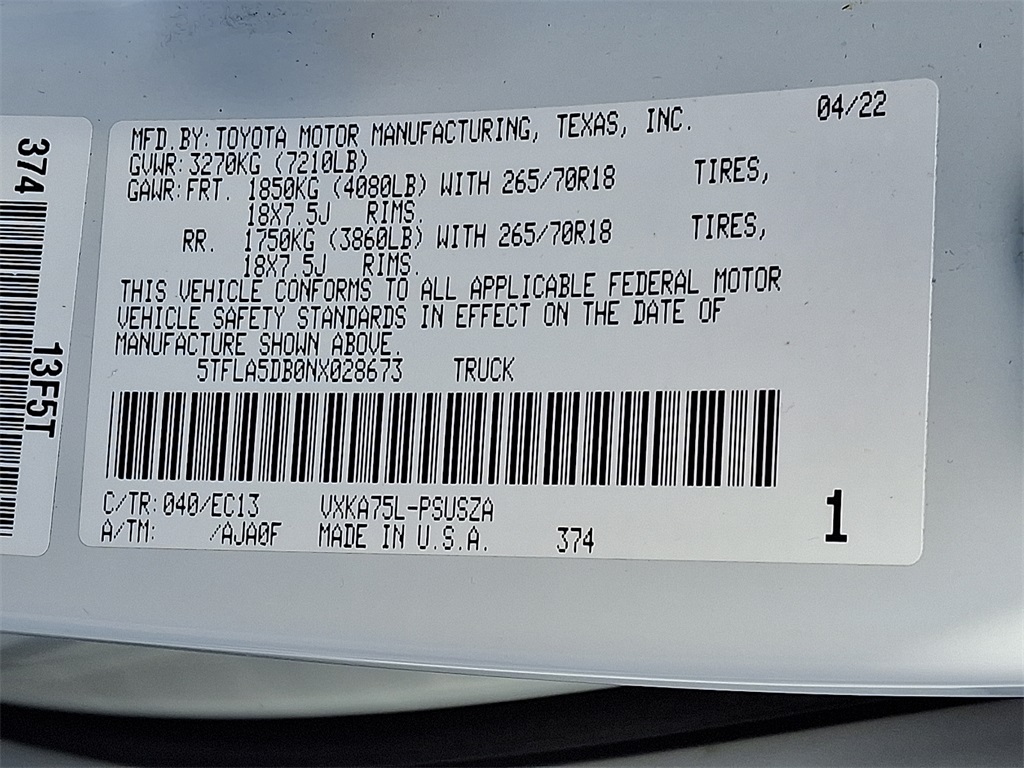 374
13F5T
MFD.BY:TOYOTA MOTOR MANUFACTURING, TEXAS, INC. 04/22
GVWR:3270KG (7210LB)
GAWR:FRT. 1850KG (4080LB) WITH 265/70R18 TIRES,
18X7.5J RIMS.
RR. 1750KG (3860LB) WITH 265/70R18 TIRES,
18X7.5J RIMS.
THIS VEHICLE CONFORMS TO ALL APPLICABLE FEDERAL MOTOR
VEHICLE SAFETY STANDARDS IN EFFECT ON THE DATE OF
MANUFACTURE SHOWN ABOVE.
5TFLA5DB0NX028673 TRUCK
C/TR:040/EC13 VXKA75L-PSUSZA
A/TM: /AJA0F MADE IN U.S.A. 374 1